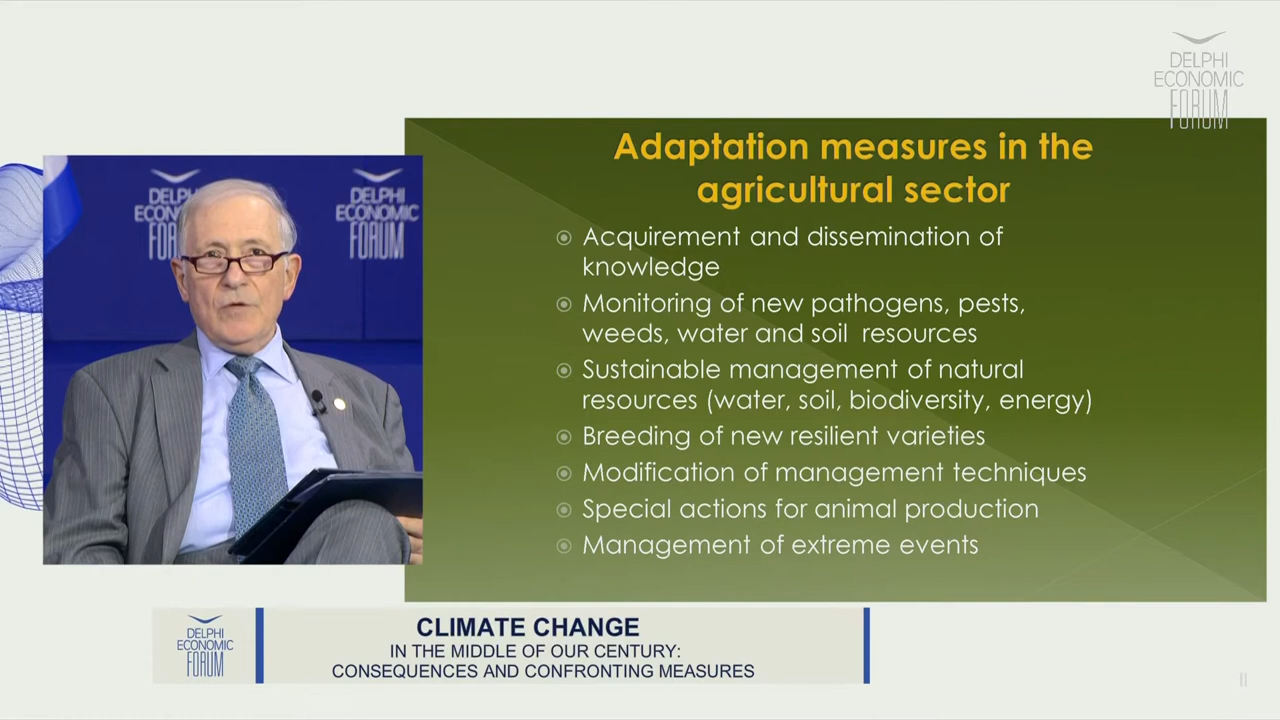 DELPHI
ECONOMIC
FORUM
Adaptation measures in the
agricultural sector
Acquirement and dissemination of
knowledge
Monitoring of new pathogens, pests,
weeds, water and soil resources
Sustainable management of natural
resources (water, soil, biodiversity, energy)
Breeding of new resilient varieties
Modification of management techniques
Special actions for animal production
Management of extreme events
DELPHI
FORUM
DELPHI
ECONOMIC
FORUM
DELPHI
ECONOMIC
FORUM
CLIMATE CHANGE
IN THE MIDDLE OF OUR CENTURY:
CONSEQUENCES AND CONFRONTING MEASURES